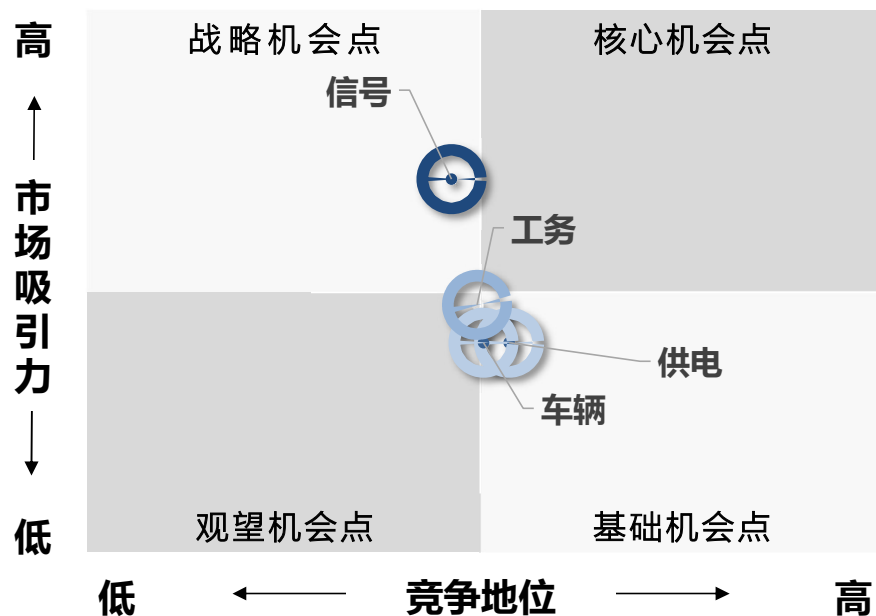 高
战略机会点
核心机会点
信号
市场吸引力
工务
供电
车辆
低
观望机会点
基础机会点
低
竞争地位
高